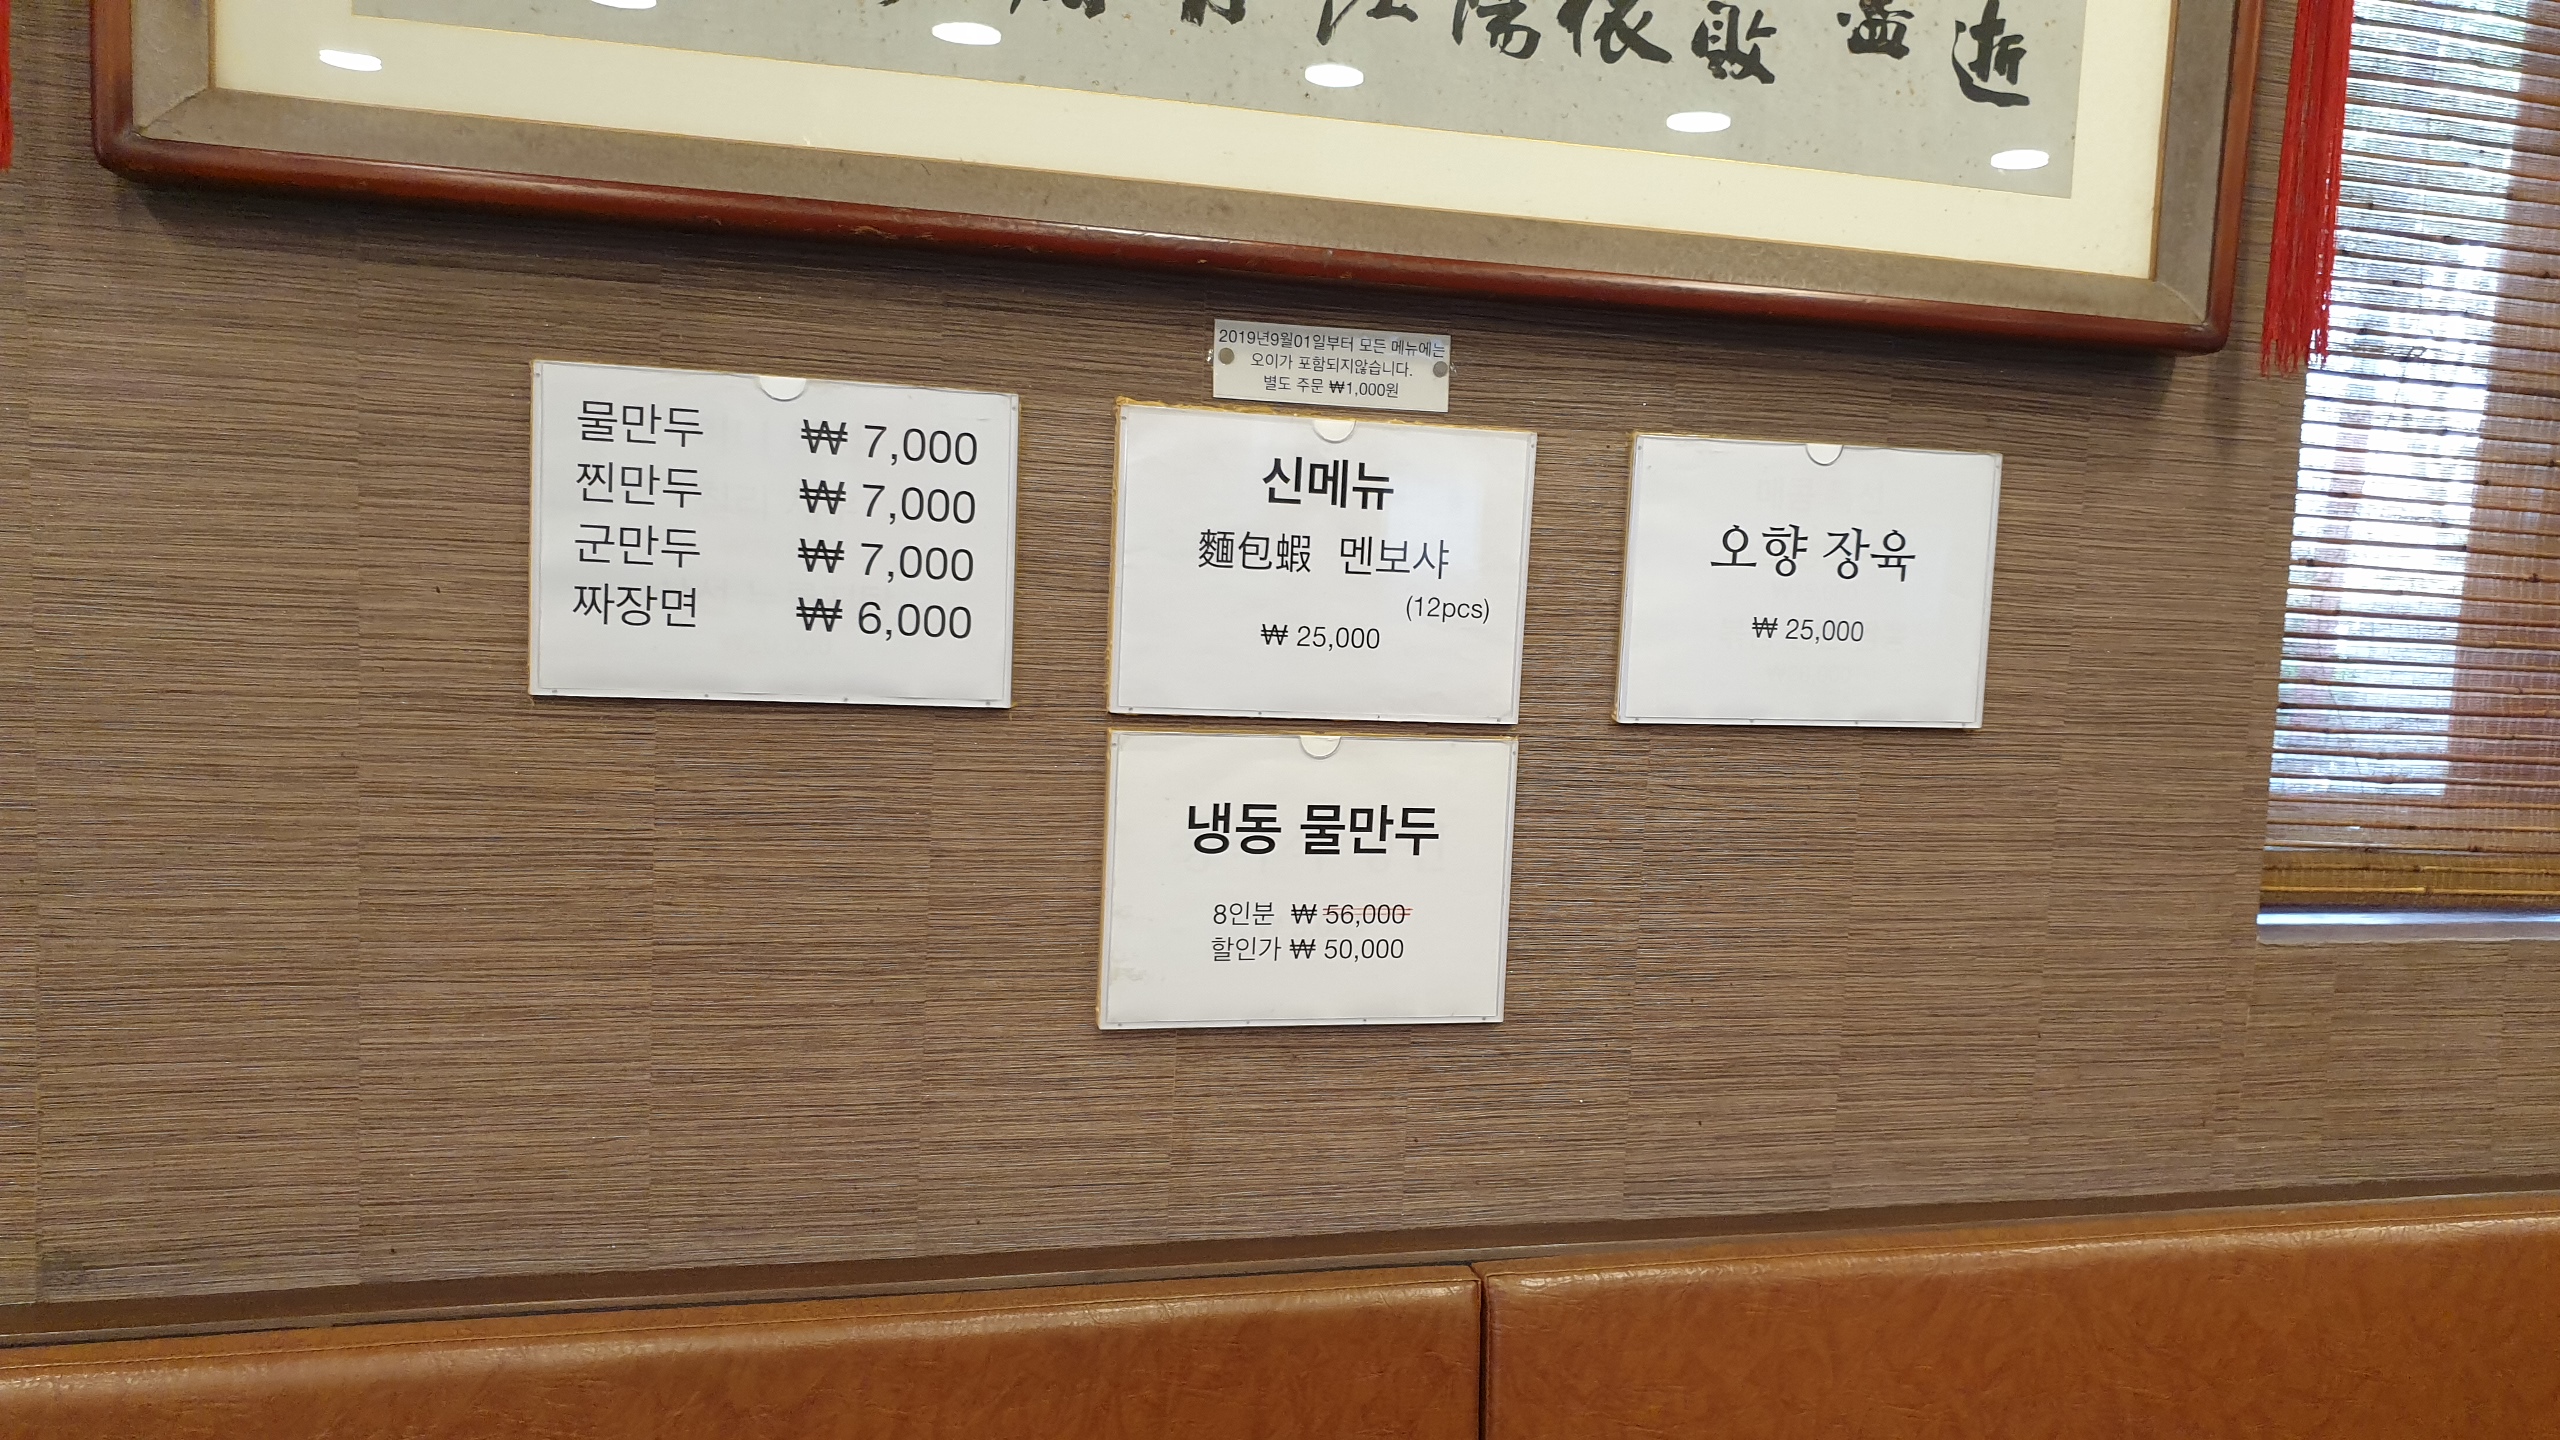 2019년9월01일부터 모든 메뉴에는
오이가 포함되지않습니다.
별도 주문 ₩1,000원
물만두 ₩ 7,000
찐만두 ₩ 7,000
군만두 ₩ 7,000
짜장면 ₩ 6,000
신메뉴
麵包蝦 멘보샤
(12pcs)
₩ 25,000
오향 장육
₩ 25,000
냉동 물만두
8인분 ₩ 56,000
할인가 ₩ 50,000